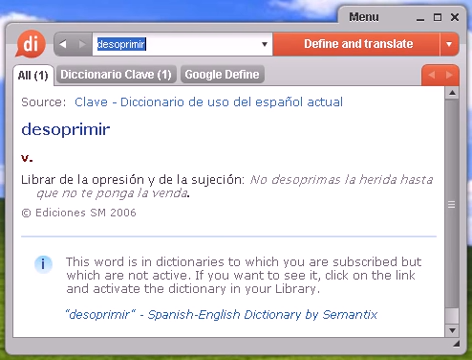 Menu
di
desoprimir
Define and translate
All (1)
Diccionario Clave (1)
Google Define
Source: Clave - Diccionario de uso del español actual
desoprimir
v.
Librar de la opresión y de la sujeción: No desoprimas la herida hasta
que no te ponga la venda.
© Ediciones SM 2006
i
This word is in dictionaries to which you are subscribed but
which are not active. If you want to see it, click on the link
and activate the dictionary in your Library.
"desoprimir" - Spanish-English Dictionary by Semantix